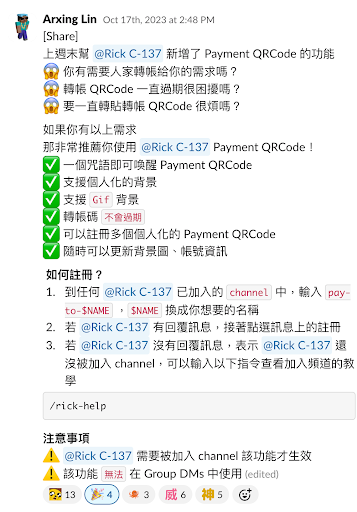 Arxing Lin Oct 17th, 2023 at 2:48 PM
[Share]
上週末幫 @Rick C-137 新增了 Payment QRCode 的功能
😱 你有需要人家轉帳給你的需求嗎？
😱 轉帳 QRCode 一直過期很困擾嗎？
😱 要一直轉貼轉帳 QRCode 很煩嗎？
如果你有以上需求
那非常推薦你使用 @Rick C-137 Payment QRCode！
✅ 一個咒語即可喚醒 Payment QRCode
✅ 支援個人化的背景
✅ 支援 Gif 背景
✅ 轉帳碼 不會過期
✅ 可以註冊多個個人化的 Payment QRCode
✅ 隨時可以更新背景圖、帳號資訊
如何註冊？
1. 到任何 @Rick C-137 已加入的 channel 中，輸入 pay-
to-$NAME ，$NAME 換成你想要的名稱
2. 若 @Rick C-137 有回覆訊息，接著點選訊息上的註冊
3. 若 @Rick C-137 沒有回覆訊息，表示 @Rick C-137 還
沒被加入 channel，可以輸入以下指令查看加入頻道的教
學
/rick-help
注意事項
⚠️ @Rick C-137 需要被加入 channel 該功能才生效
⚠️ 該功能 無法 在 Group DMs 中使用 (edited)
13 4 3 威 6 神 5